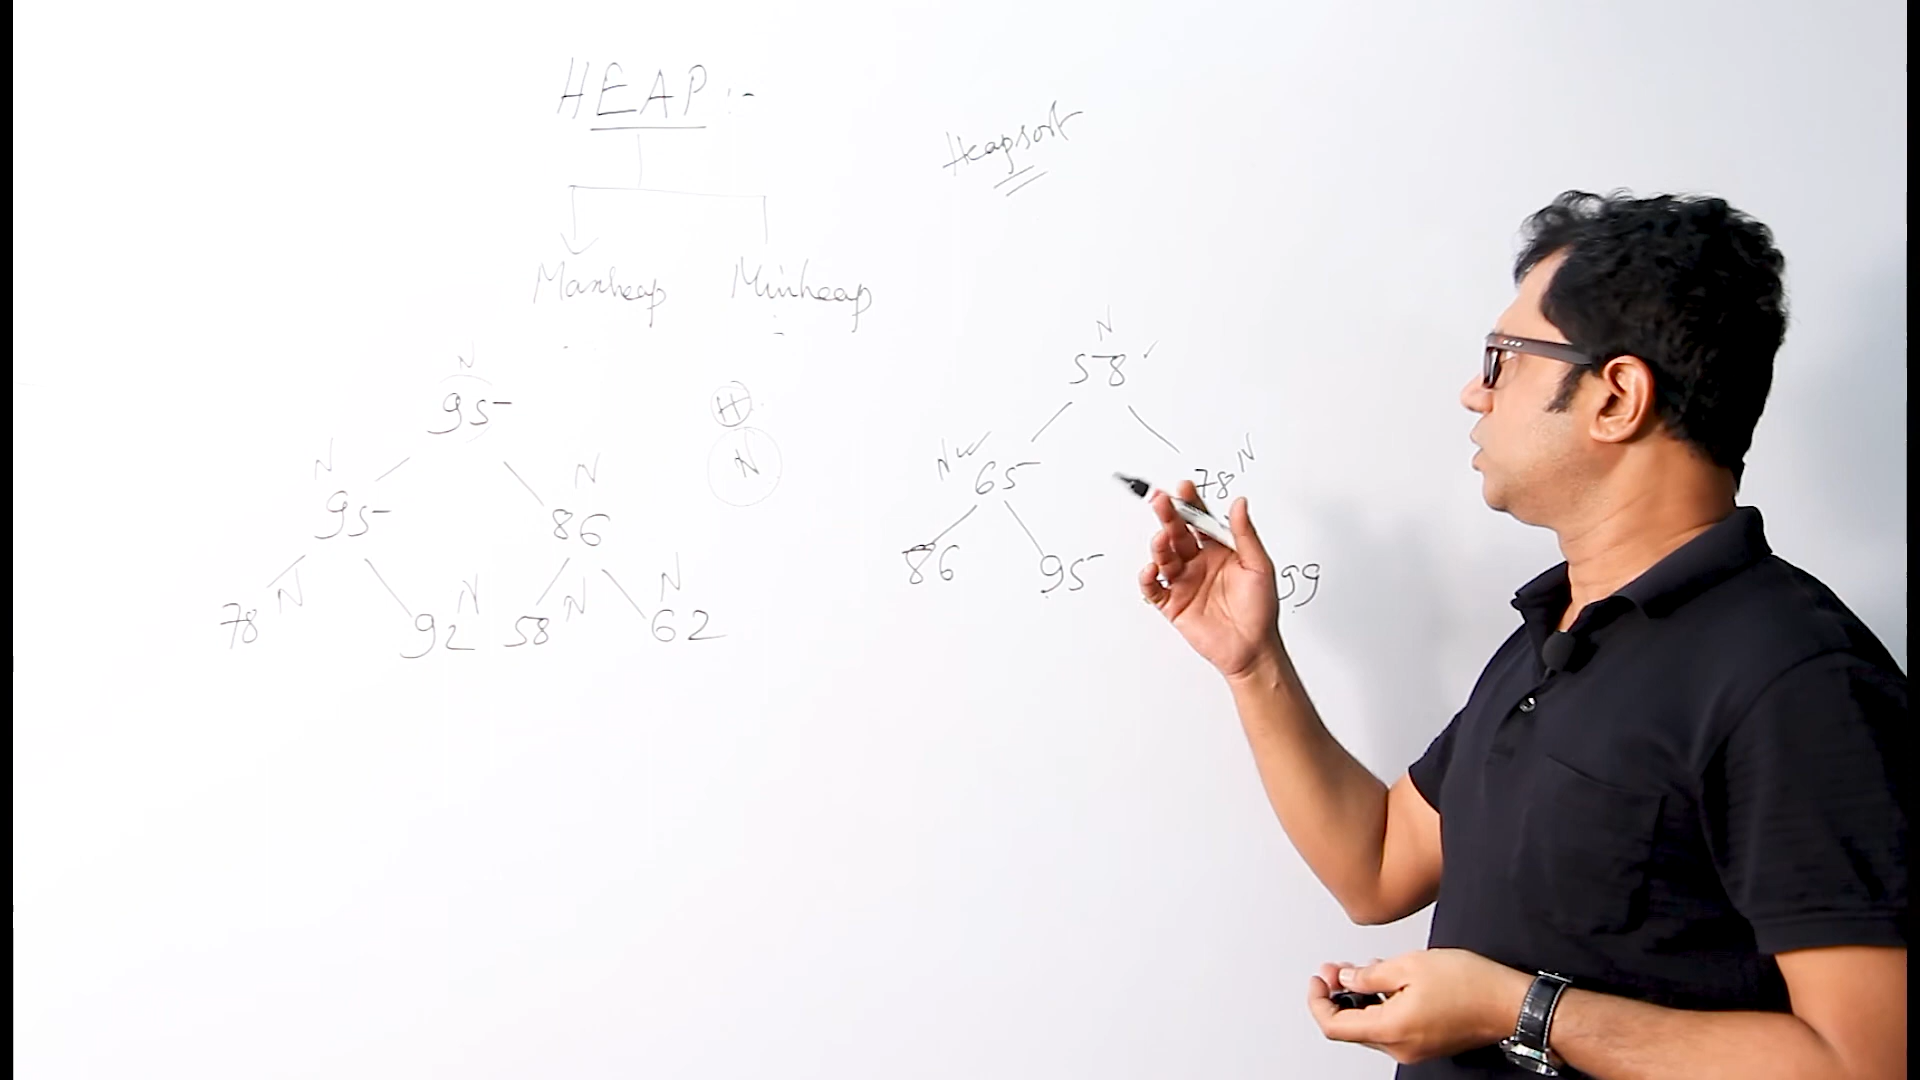 HEAP :-
Heapsort
Maxheap Minheap
N
58
N
95
H
N
N
N
N
65
78 N
N
95
86
86 95 99
78 N
92 N
58 N
N
62